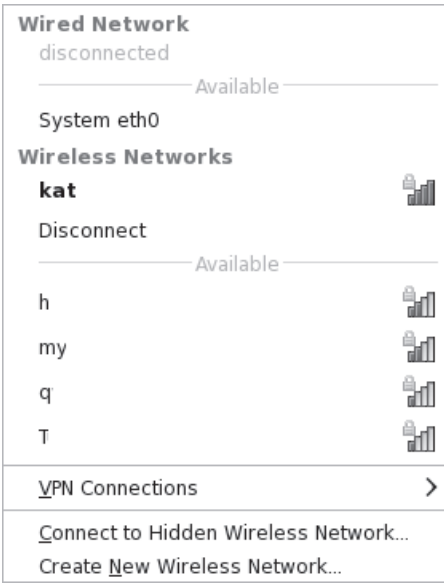 Wired Network
disconnected
Available
System eth0
Wireless Networks
kat
Disconnect
Available
h
my
q
T
VPN Connections
Connect to Hidden Wireless Network...
Create New Wireless Network...